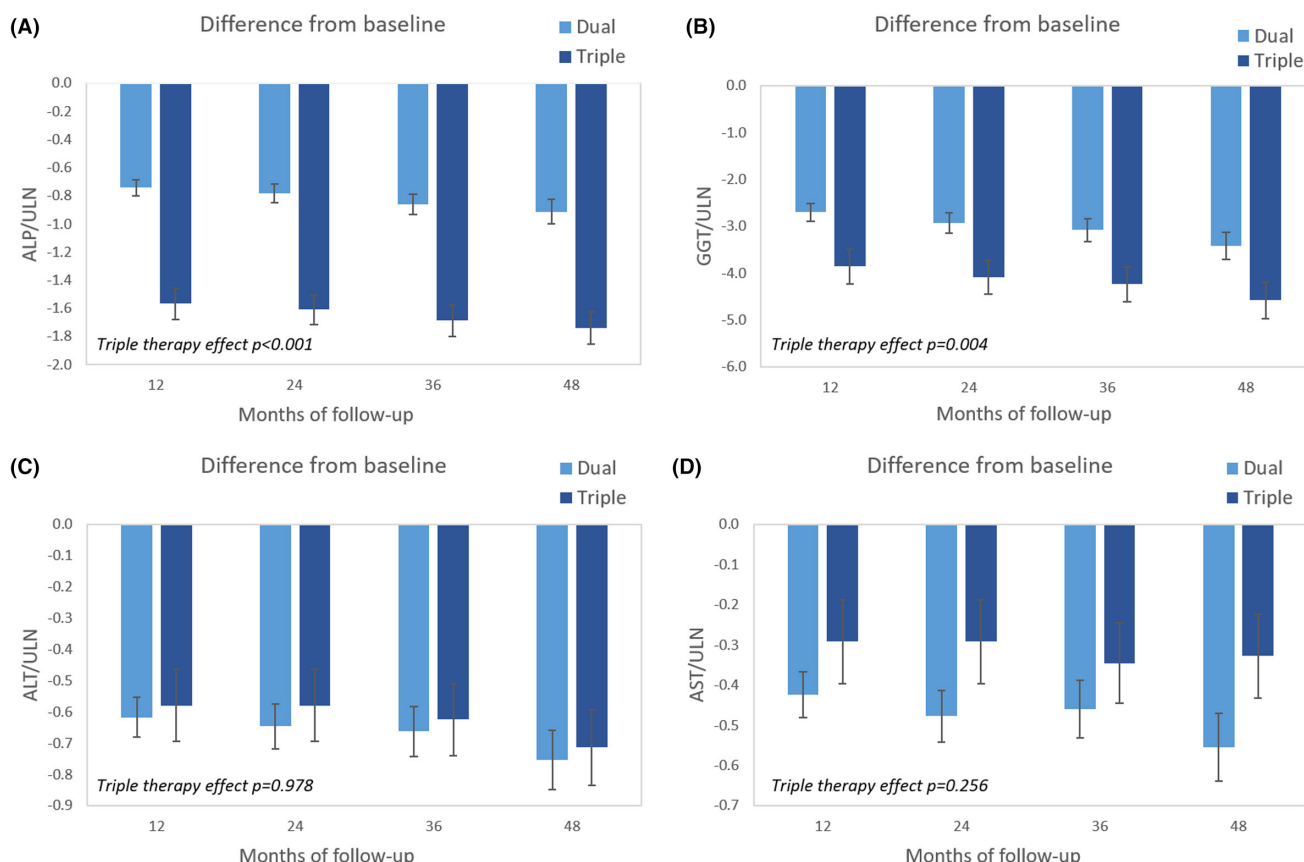 (A)
Difference from baseline
Dual
Triple
0.0
-0.2
-0.4
-0.6
-0.8
-1.0
-1.2
-1.4
-1.6
-1.8
-2.0
ALP/ULN
Triple therapy effect p<0.001
12 24 36 48
Months of follow-up
(B)
Difference from baseline
Dual
Triple
0.0
-1.0
-2.0
-3.0
-4.0
-5.0
-6.0
GGT/ULN
Triple therapy effect p=0.004
12 24 36 48
Months of follow-up
(C)
Difference from baseline
Dual
Triple
0.0
-0.1
-0.2
-0.3
-0.4
-0.5
-0.6
-0.7
-0.8
-0.9
ALT/ULN
Triple therapy effect p=0.978
12 24 36 48
Months of follow-up
(D)
Difference from baseline
Dual
Triple
0.0
-0.1
-0.2
-0.3
-0.4
-0.5
-0.6
-0.7
AST/ULN
Triple therapy effect p=0.256
12 24 36 48
Months of follow-up